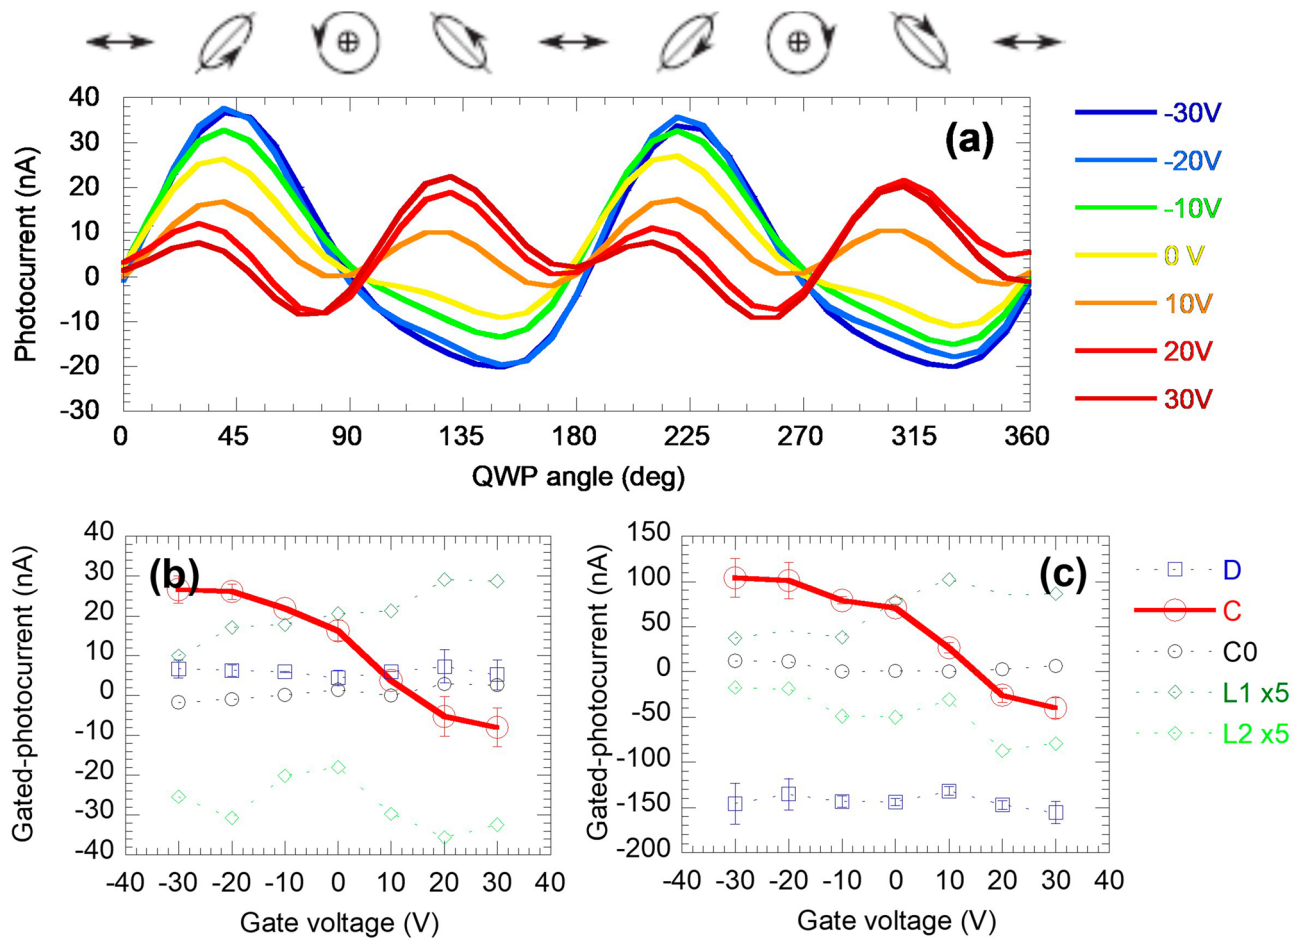 40
30
20
10
0
-10
-20
-30
Photocurrent (nA)
(a)
0 45 90 135 180 225 270 315 360
QWP angle (deg)
-30V
-20V
-10V
0 V
10V
20V
30V
40
30
20
10
0
-10
-20
-30
-40
Gated-photocurrent (nA)
(b)
-40 -30 -20 -10 0 10 20 30 40
Gate voltage (V)
150
100
50
0
-50
-100
-150
-200
Gated-photocurrent (nA)
(c)
-40 -30 -20 -10 0 10 20 30 40
Gate voltage (V)
D
C
C0
L1 x5
L2 x5